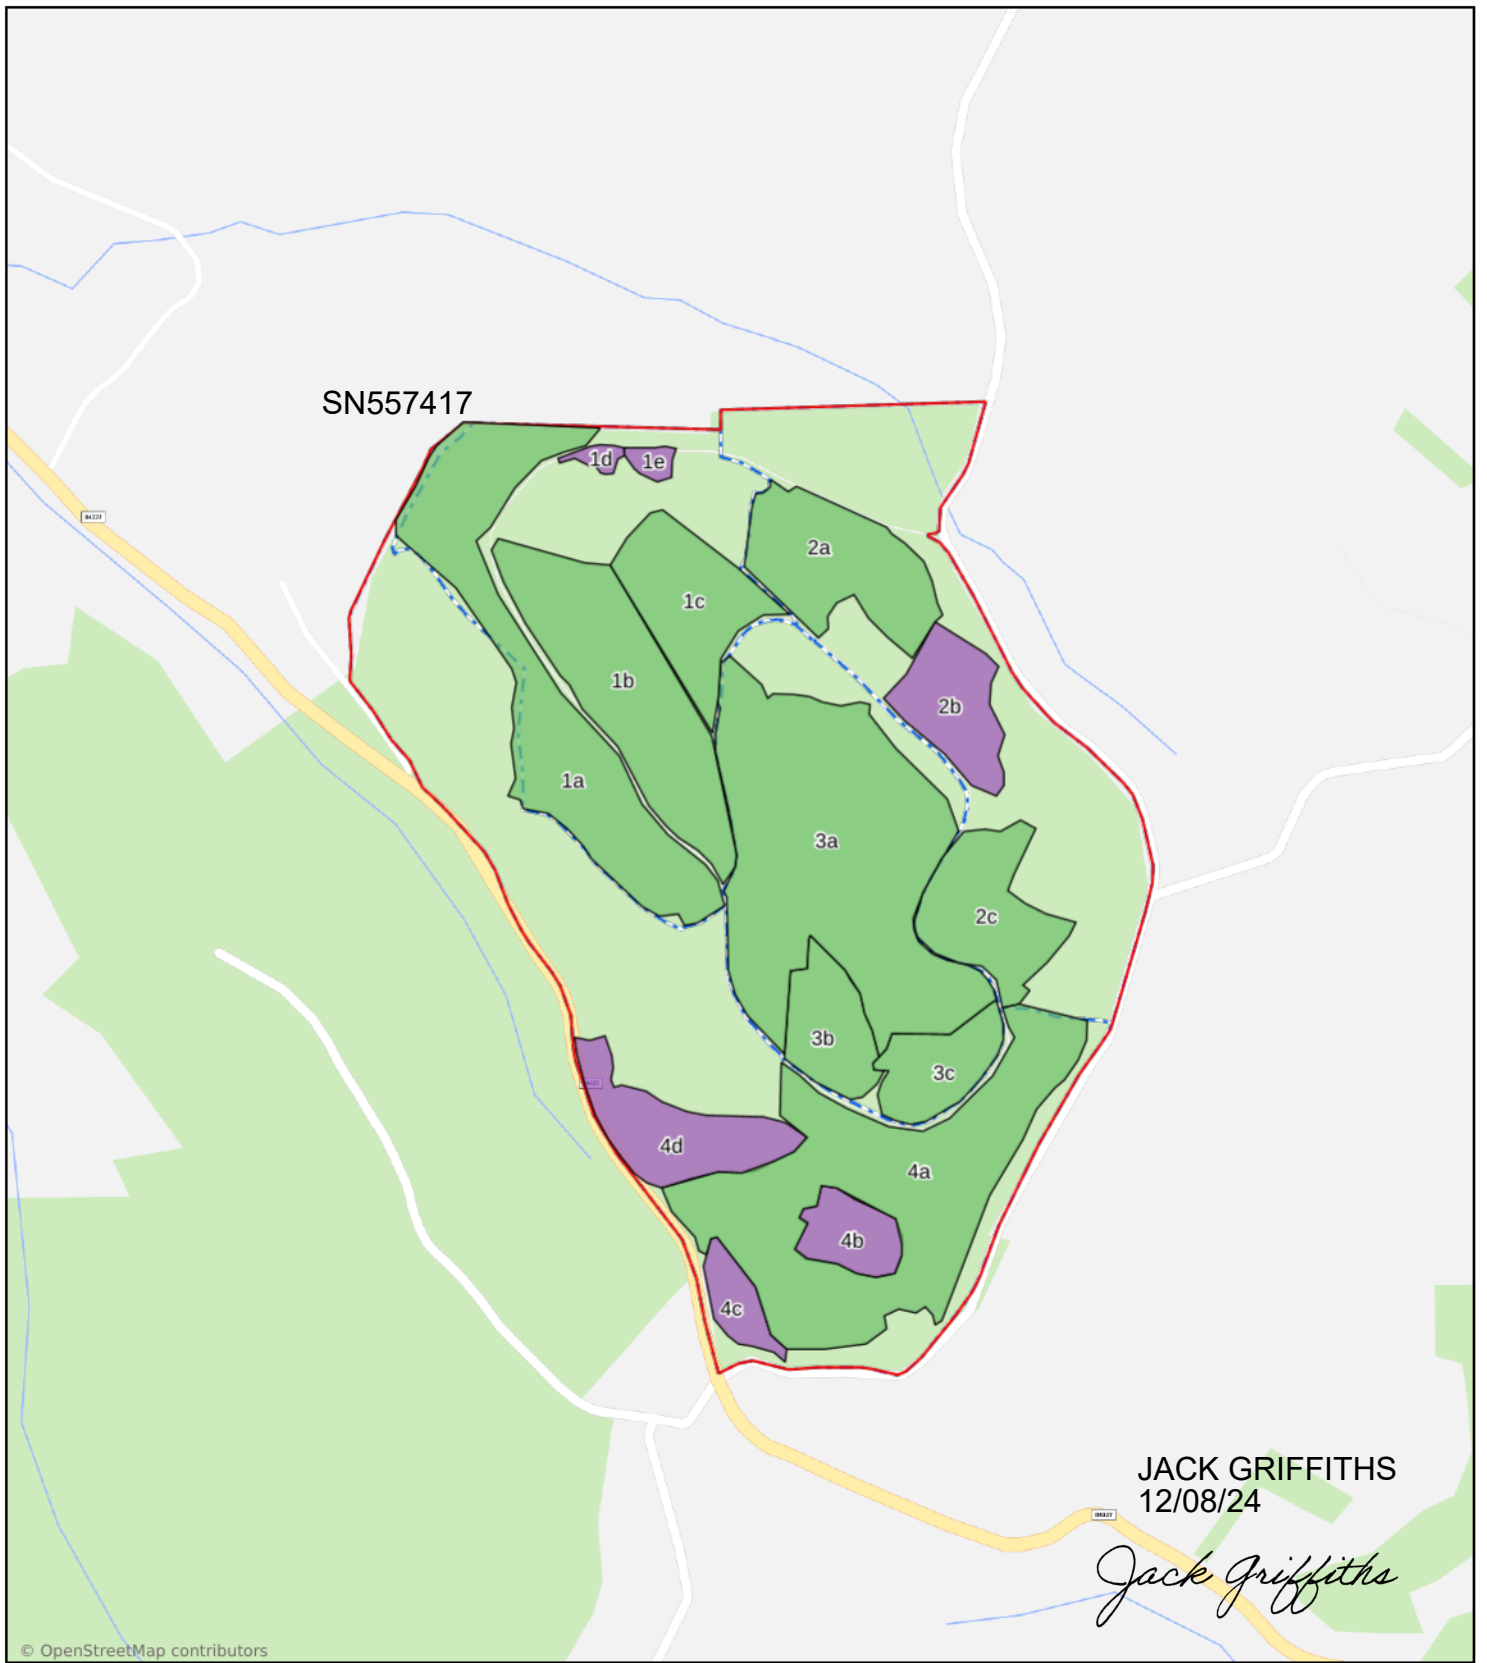 SN557417
1d
1e
2a
1c
1b
2b
1a
3a
2c
3b
3c
4d
4a
4b
4c
JACK GRIFFITHS
12/08/24
Jack Griffiths
© OpenStreetMap contributors